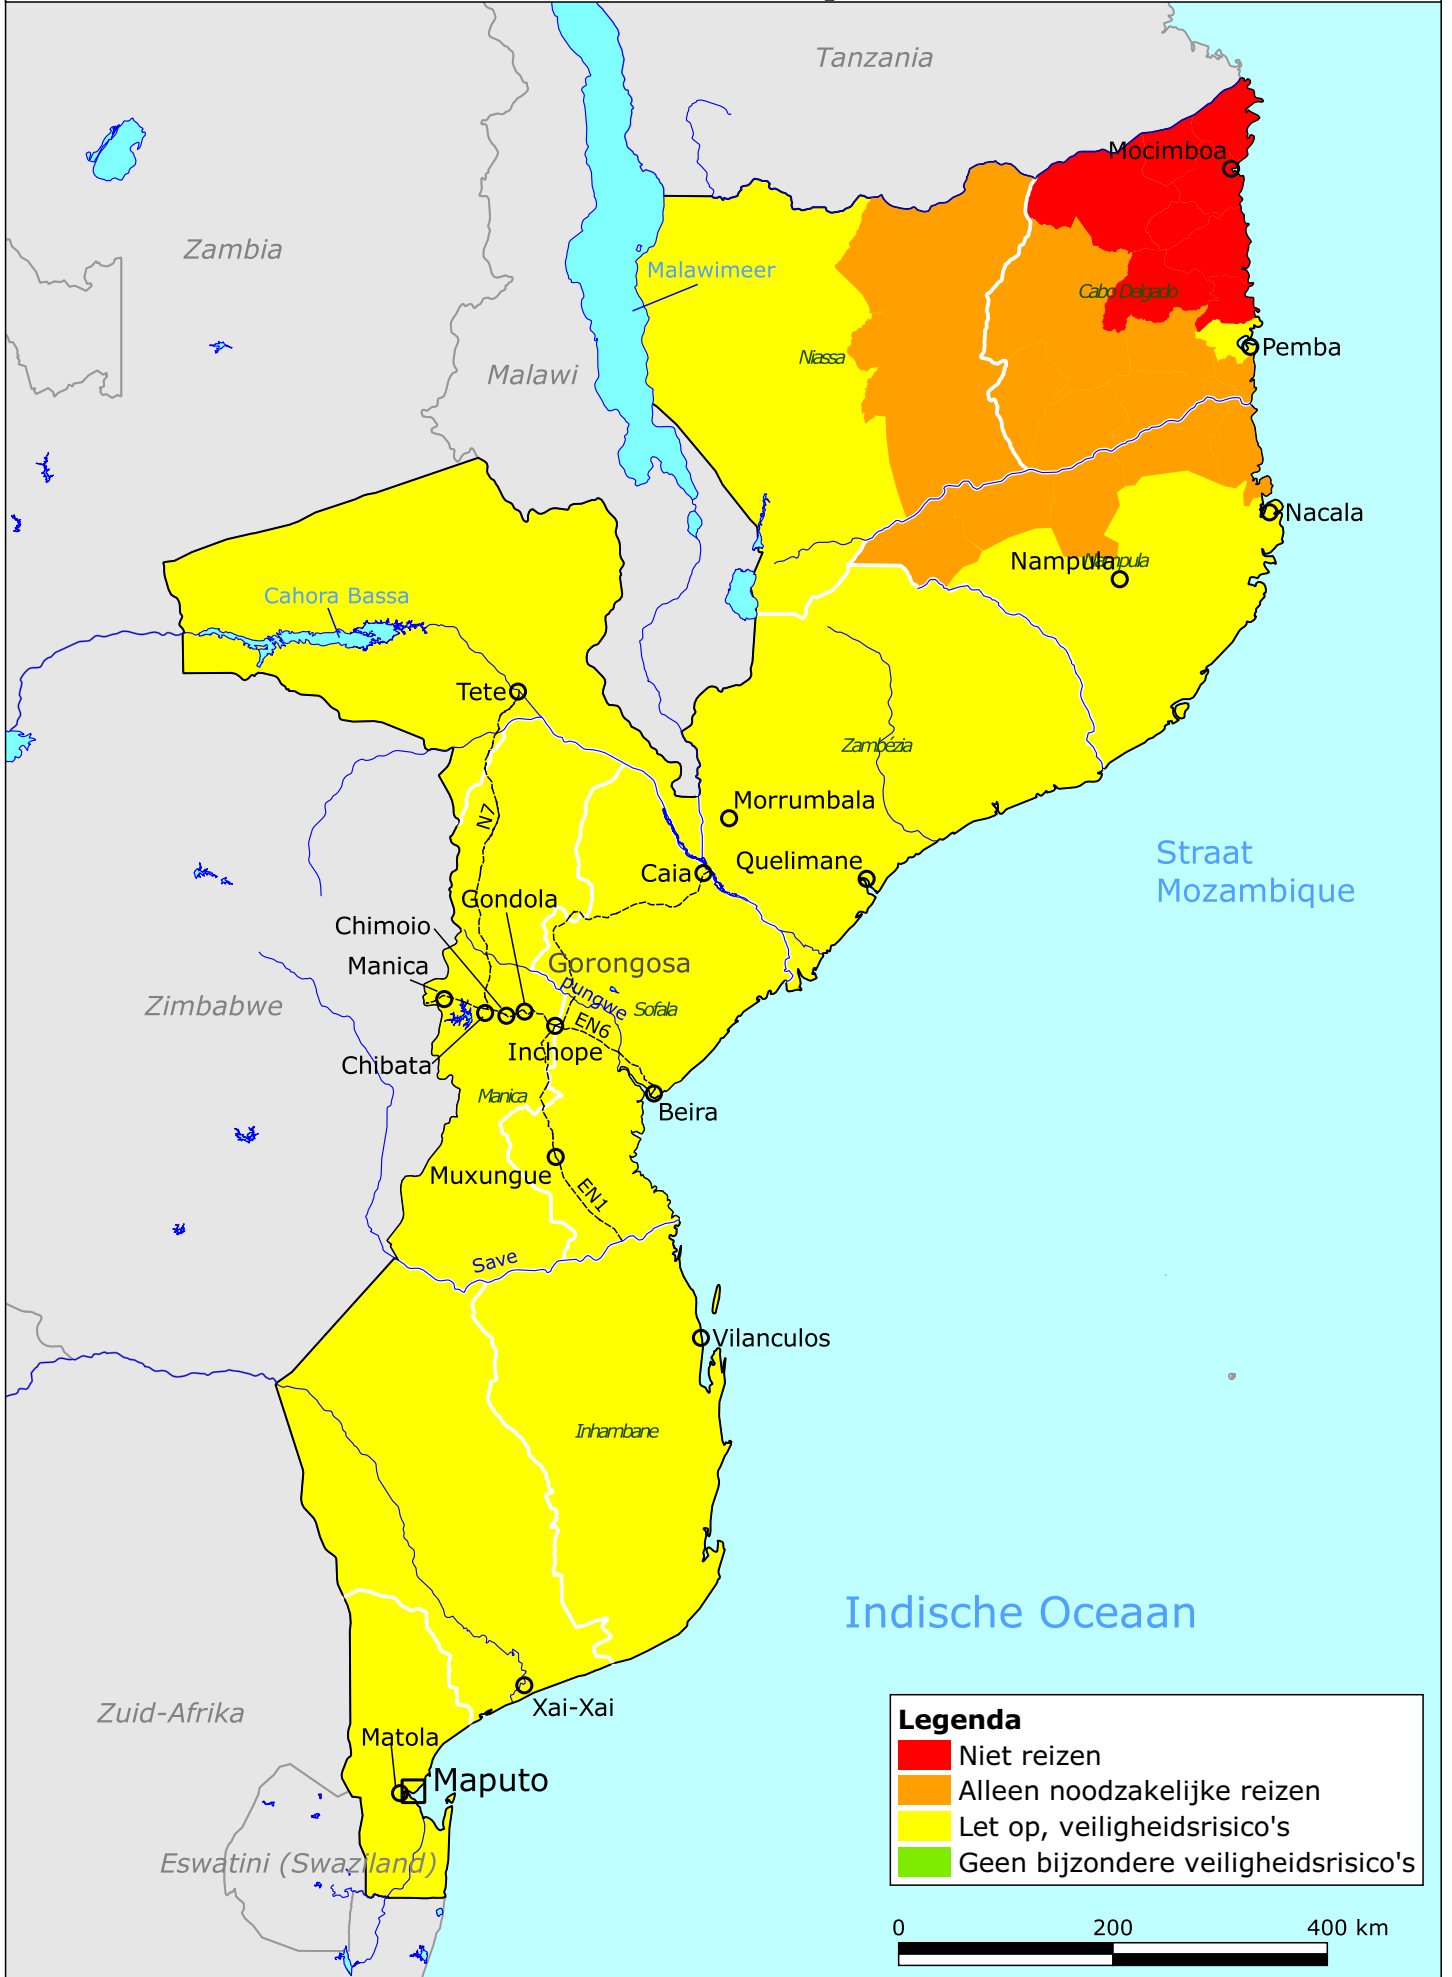 Tanzania
Mocimboa
Zambia
Malawimeer
Cabo Delgado
Pemba
Niassa
Malawi
Nacala
Nampula
Nampula
Cahora Bassa
Tete
Zambézia
Morrumbala
N7
Straat
Mozambique
Quelimane
Caia
Gondola
Chimoio
Manica
Gorongosa
pungwe
Sofala
Zimbabwe
EN6
Inchope
Chibata
Manica
Beira
Muxungue
EN1
Save
Vilanculos
Inhambane
Indische Oceaan
Xai-Xai
Zuid-Afrika
Matola
Maputo
Eswatini (Swaziland)
Legenda
Niet reizen
Alleen noodzakelijke reizen
Let op, veiligheidsrisico's
Geen bijzondere veiligheidsrisico's
0 200 400 km